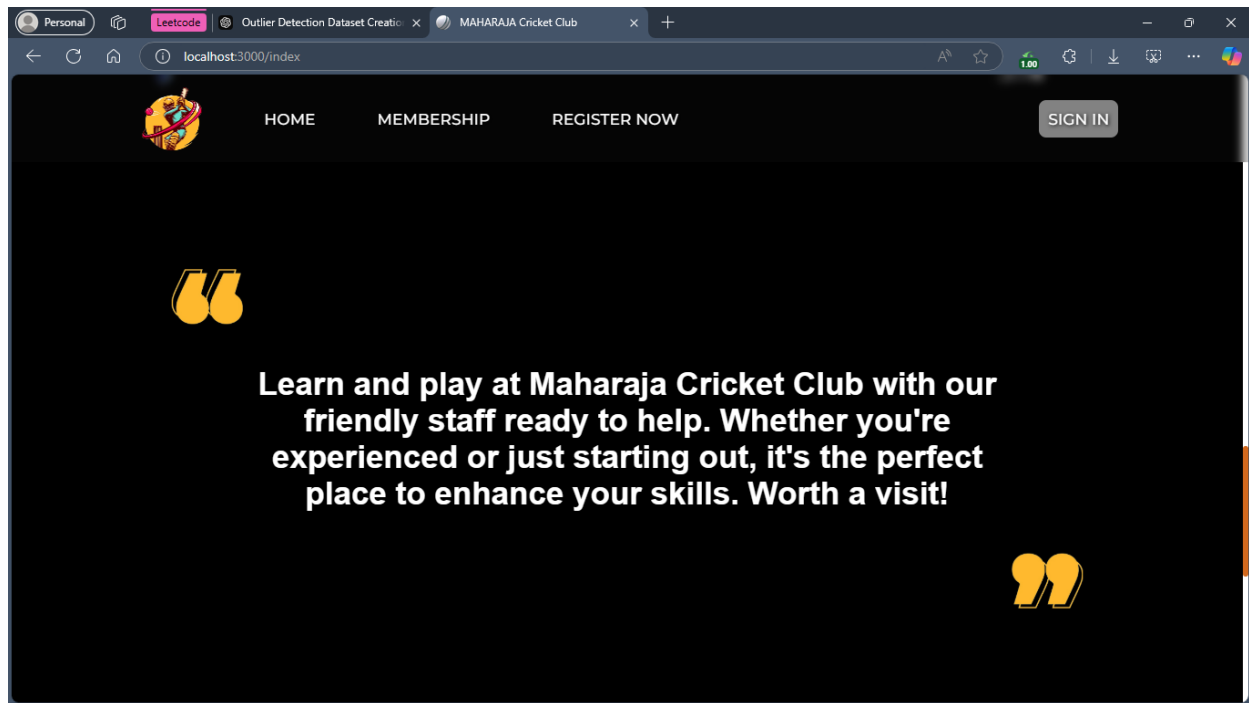 Personal
Leetcode
Outlier Detection Dataset Creatio
MAHARAJA Cricket Club
localhost:3000/index
1.00
HOME MEMBERSHIP REGISTER NOW SIGN IN
“
Learn and play at Maharaja Cricket Club with our
friendly staff ready to help. Whether you're
experienced or just starting out, it's the perfect
place to enhance your skills. Worth a visit!
”